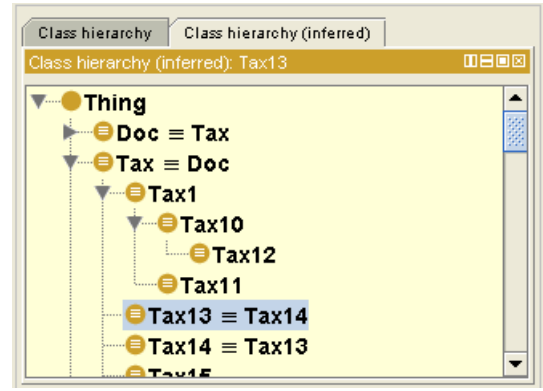 Class hierarchy Class hierarchy (inferred)
Class hierarchy (inferred): Tax13
Thing
Doc ≡ Tax
Tax ≡ Doc
Tax1
Tax10
Tax12
Tax11
Tax13 ≡ Tax14
Tax14 ≡ Tax13
Tax15